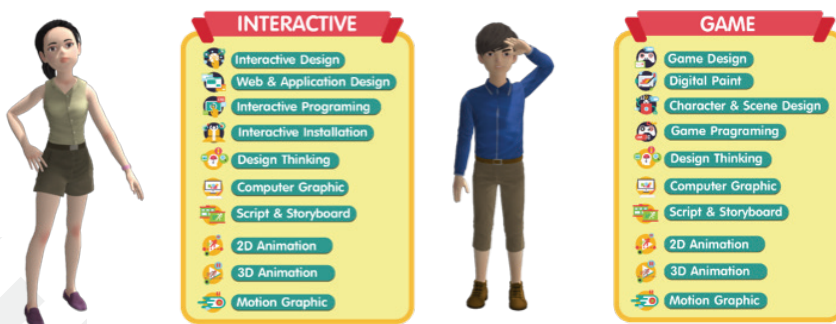 INTERACTIVE
Interactive Design
Web & Application Design
Interactive Programing
Interactive Installation
Design Thinking
Computer Graphic
Script & Storyboard
2D Animation
3D Animation
Motion Graphic
GAME
Game Design
Digital Paint
Character & Scene Design
Game Pragraming
Design Thinking
Computer Graphic
Script & Storyboard
2D Animation
3D Animation
Motion Graphic